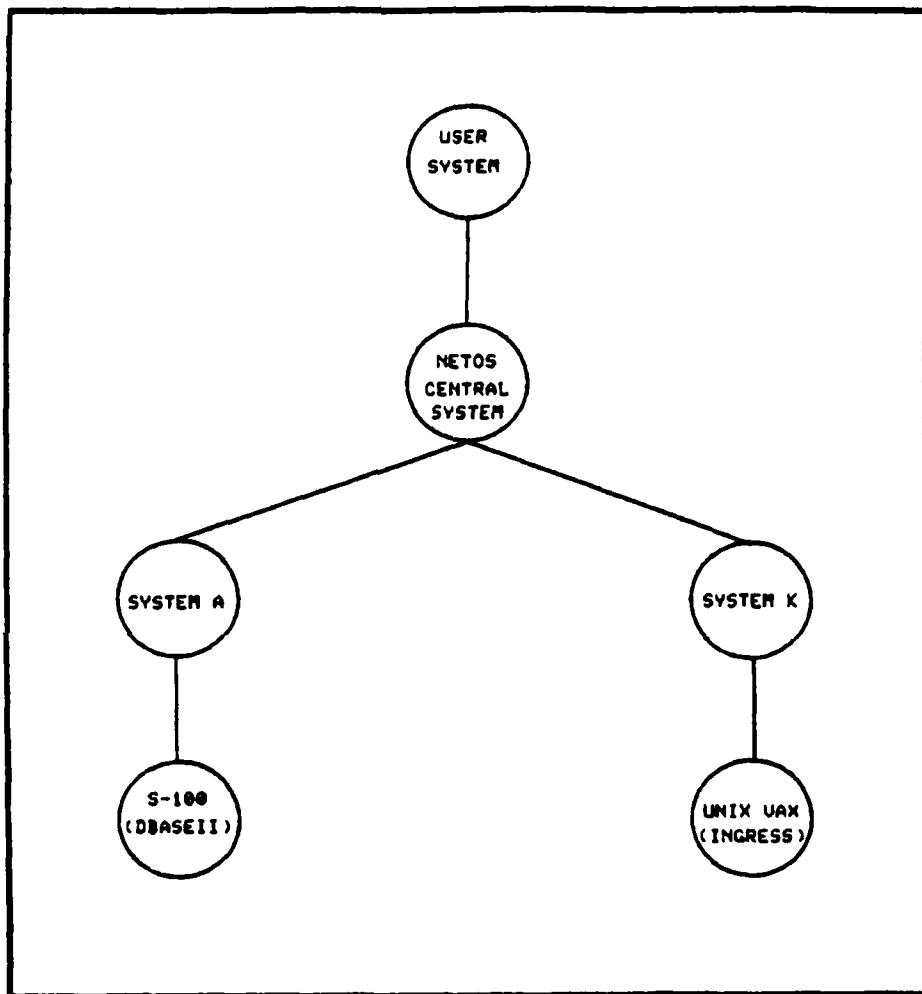 USER
SYSTEM
NETOS
CENTRAL
SYSTEM
SYSTEM A
SYSTEM K
S-100
(DBASEII)
UNIX VAX
(INGRESS)